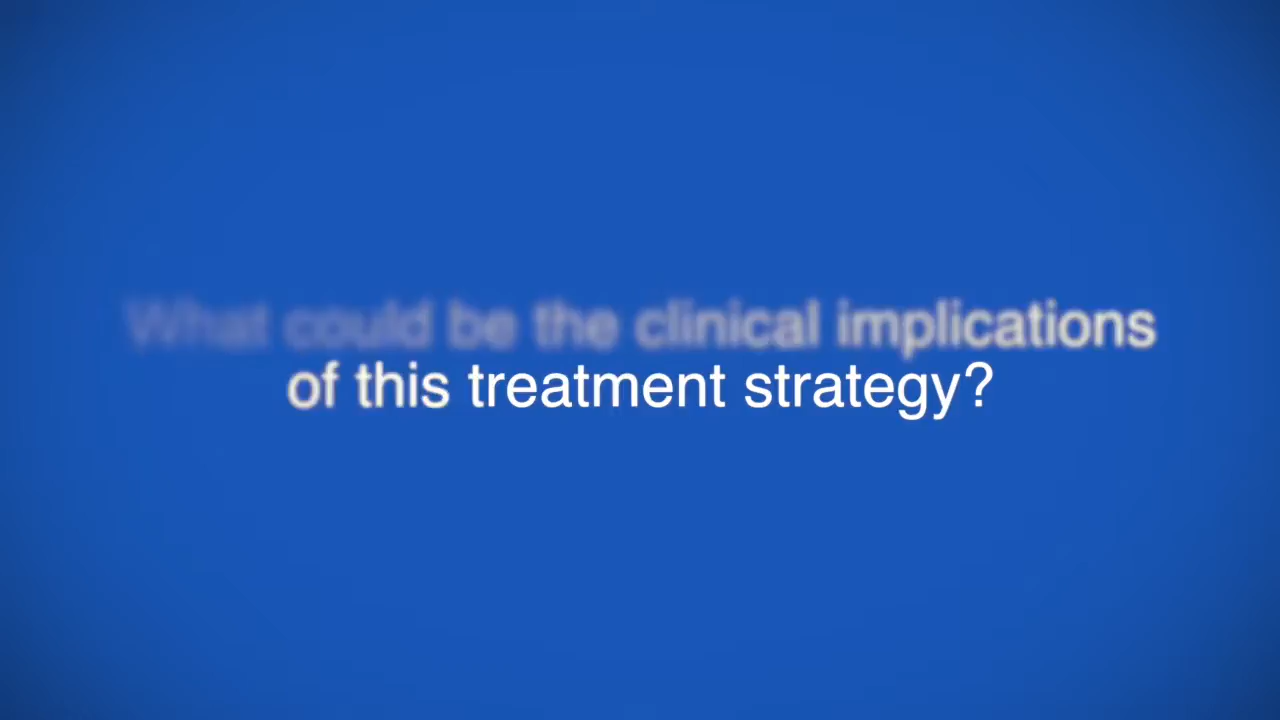 What could be the clinical implications
of this treatment strategy?